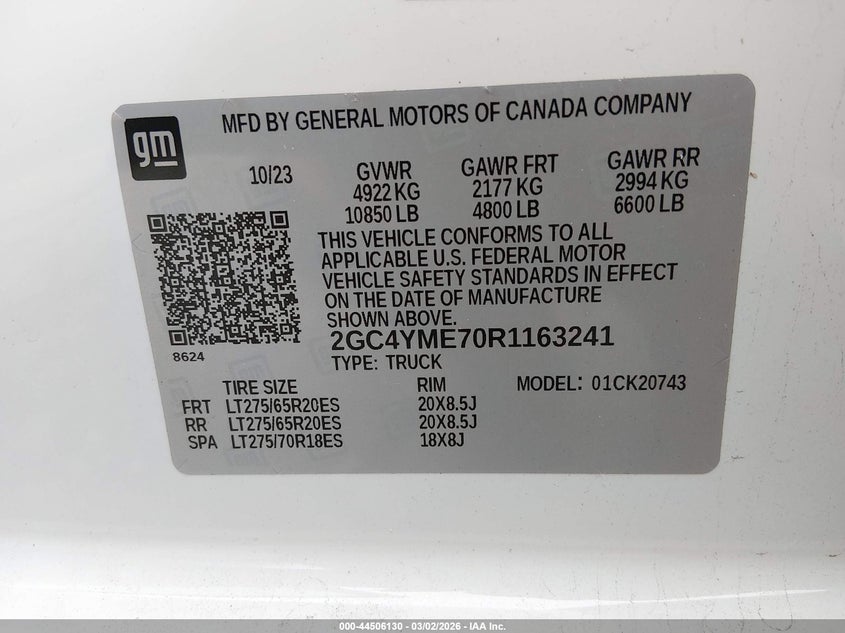 gm
MFD BY GENERAL MOTORS OF CANADA COMPANY
10/23 GVWR GAWR FRT GAWR RR
4922 KG 2177 KG 2994 KG
10850 LB 4800 LB 6600 LB
THIS VEHICLE CONFORMS TO ALL
APPLICABLE U.S. FEDERAL MOTOR
VEHICLE SAFETY STANDARDS IN EFFECT
ON THE DATE OF MANUFACTURE
SHOWN ABOVE.
8624
2GC4YME70R1163241
TYPE: TRUCK
TIRE SIZE RIM MODEL: 01CK20743
FRT LT275/65R20ES 20X8.5J
RR LT275/65R20ES 20X8.5J
SPA LT275/70R18ES 18X8J
000-44506130 - 03/02/2026 - IAA Inc.